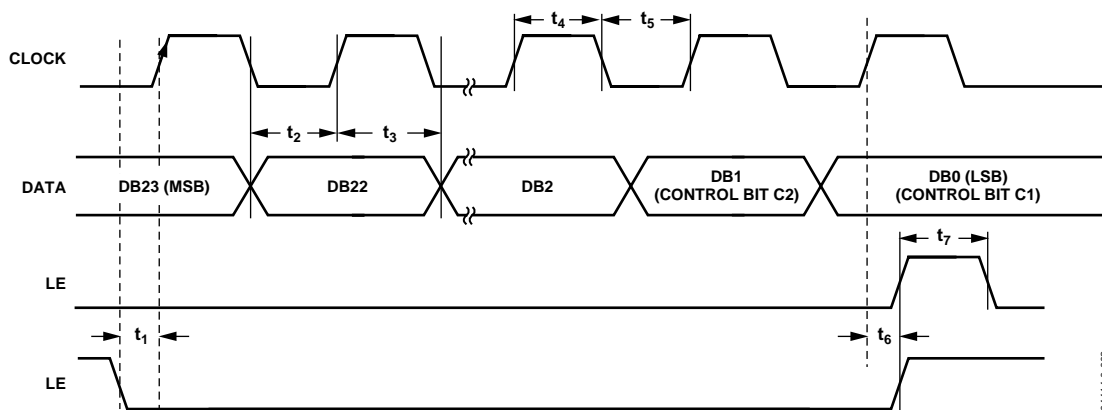 t4
t5
CLOCK
t2
t3
DATA
DB23 (MSB)
DB22
DB2
DB1
(CONTROL BIT C2)
DB0 (LSB)
(CONTROL BIT C1)
t7
LE
t1
t6
LE